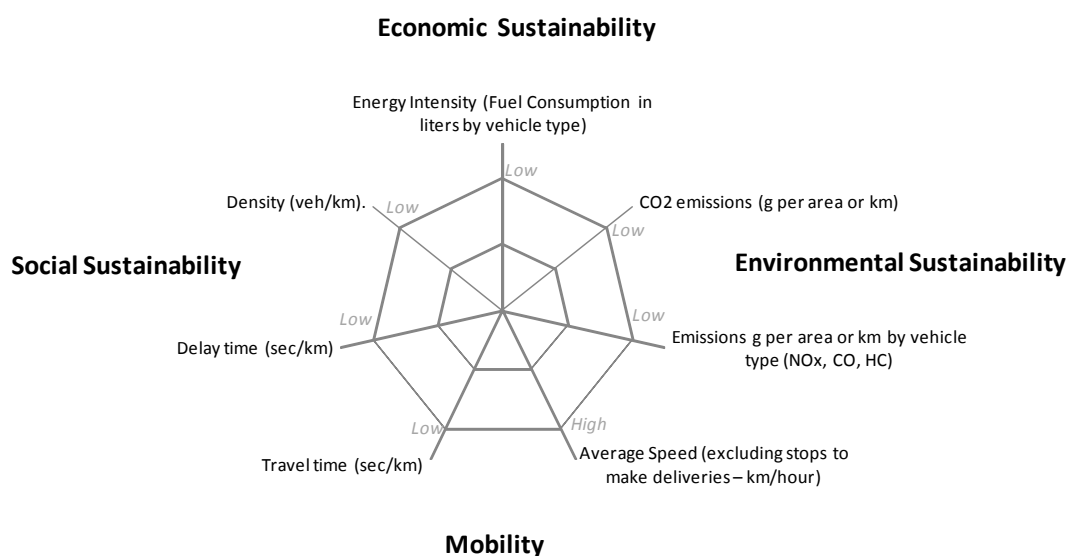 Economic Sustainability
Energy Intensity (Fuel Consumption in
liters by vehicle type)
Low
Density (veh/km).
Low
CO2 emissions (g per area or km)
Low
Social Sustainability
Environmental Sustainability
Low
Delay time (sec/km)
Low
Emissions g per area or km by vehicle
type (NOx, CO, HC)
Low
Travel time (sec/km)
High
Average Speed (excluding stops to
make deliveries – km/hour)
Mobility